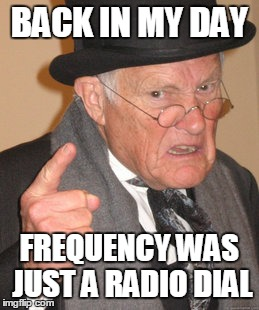 BACK IN MY DAY
FREQUENCY WAS
JUST A RADIO DIAL
imgflip.com